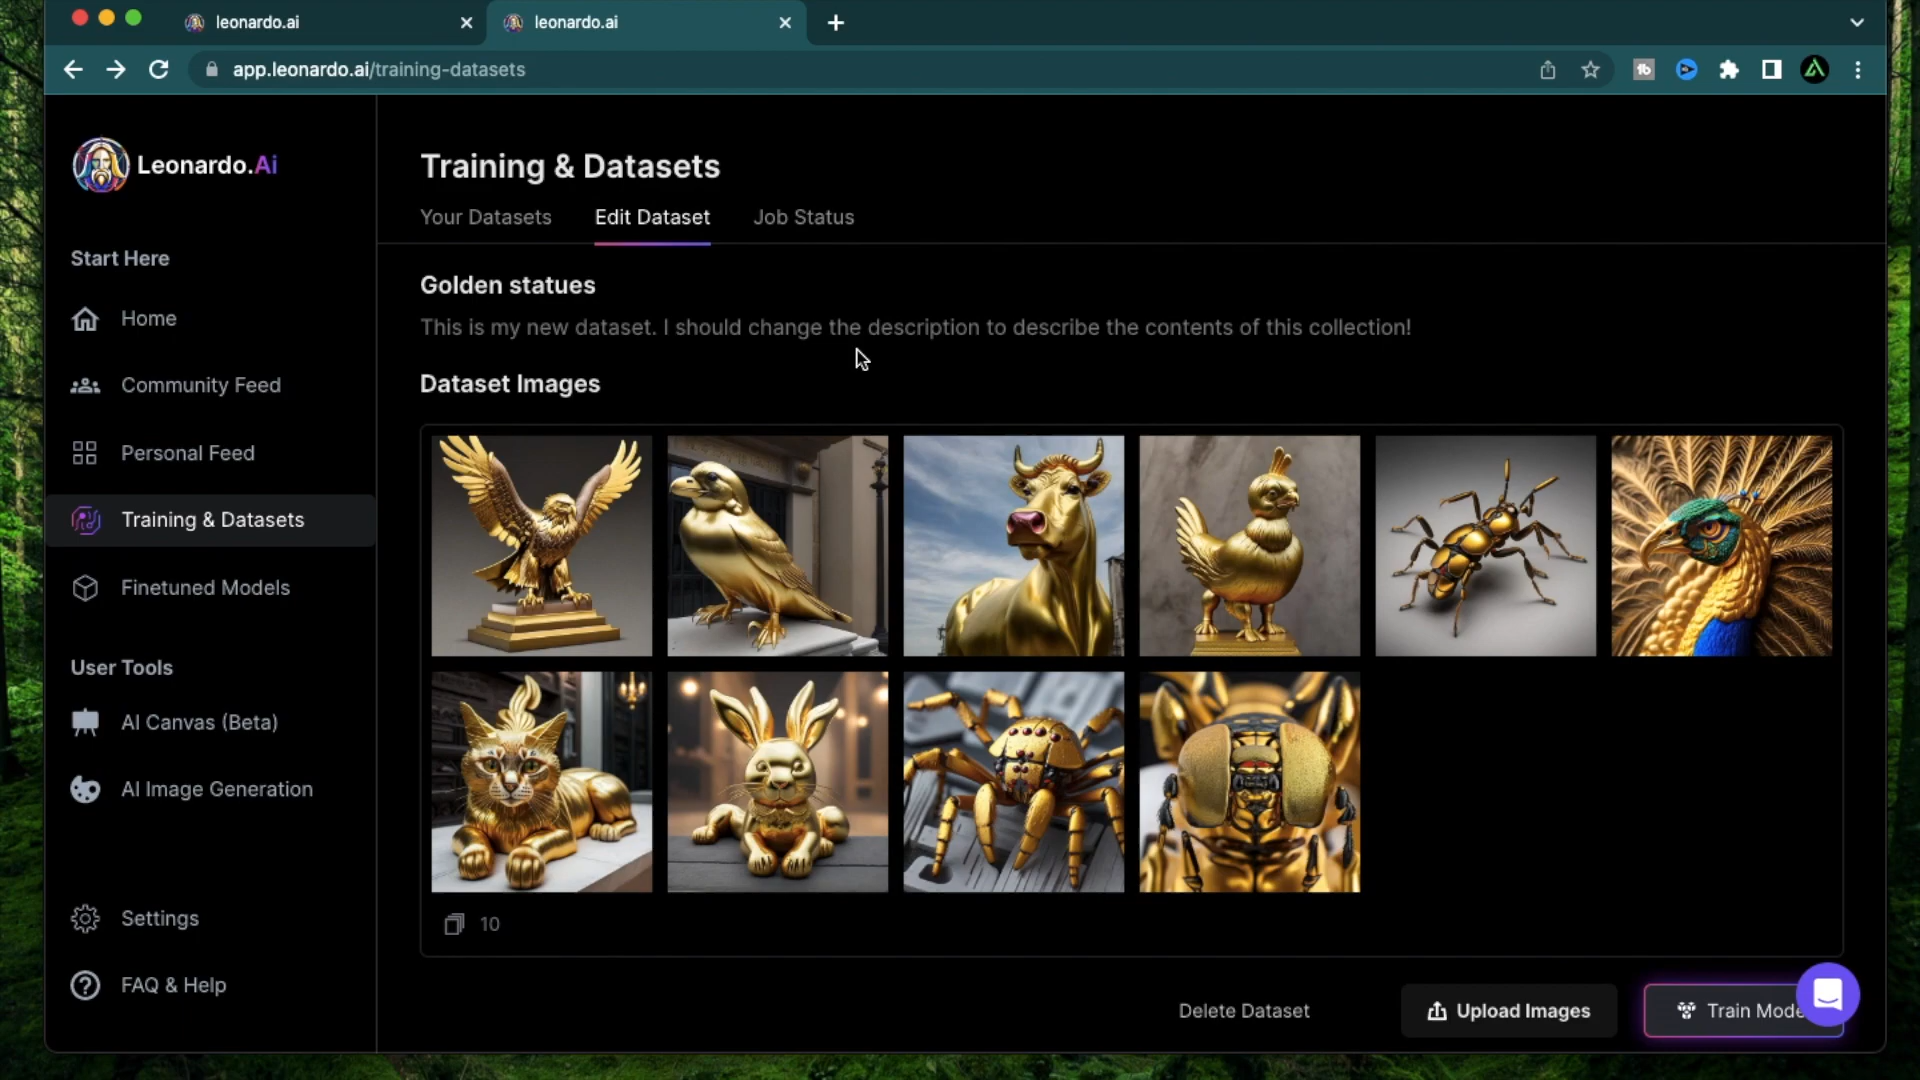 leonardo.ai
leonardo.ai
app.leonardo.ai/training-datasets
tb
Leonardo.Ai
Start Here
Home
Community Feed
Personal Feed
Training & Datasets
Finetuned Models
User Tools
AI Canvas (Beta)
AI Image Generation
Settings
FAQ & Help
Training & Datasets
Your Datasets
Edit Dataset
Job Status
Golden statues
This is my new dataset. I should change the description to describe the contents of this collection!
Dataset Images
10
Delete Dataset
Upload Images
Train Mode